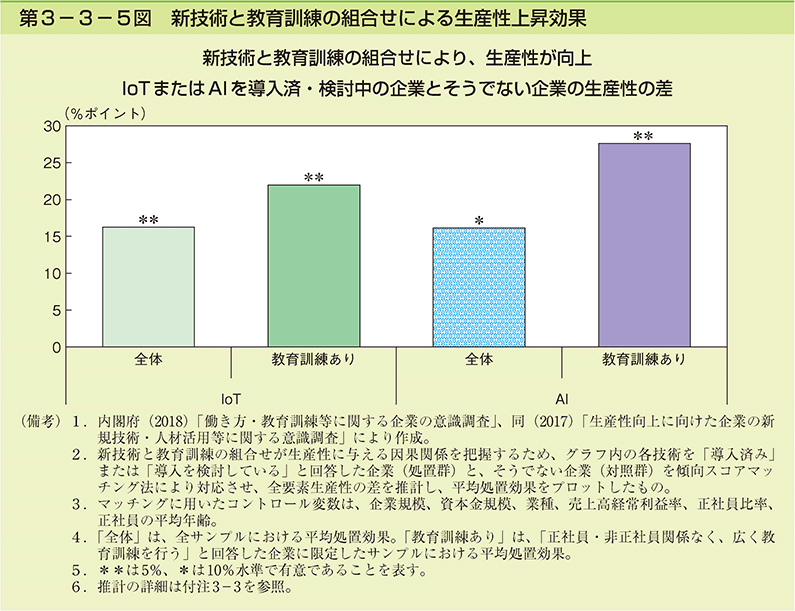 第3－3－5図　新技術と教育訓練の組合せによる生産性上昇効果
新技術と教育訓練の組合せにより、生産性が向上
IoTまたはAIを導入済・検討中の企業とそうでない企業の生産性の差
（％ポイント）
30
25
20
15
10
5
0
＊＊
＊＊
＊
＊＊
全体
教育訓練あり
全体
教育訓練あり
IoT
AI
（備考）1．内閣府（2018）「働き方・教育訓練等に関する企業の意識調査」、同（2017）「生産性向上に向けた企業の新
規技術・人材活用等に関する意識調査」により作成。
2．新技術と教育訓練の組合せが生産性に与える因果関係を把握するため、グラフ内の各技術を「導入済み」
または「導入を検討している」と回答した企業（処置群）と、そうでない企業（対照群）を傾向スコアマッ
チング法により対応させ、全要素生産性の差を推計し、平均処置効果をプロットしたもの。
3．マッチングに用いたコントロール変数は、企業規模、資本金規模、業種、売上高経常利益率、正社員比率、
正社員の平均年齢。
4．「全体」は、全サンプルにおける平均処置効果。「教育訓練あり」は、「正社員・非正社員関係なく、広く教
育訓練を行う」と回答した企業に限定したサンプルにおける平均処置効果。
5．＊＊は5％、＊は10％水準で有意であることを表す。
6．推計の詳細は付注3－3を参照。